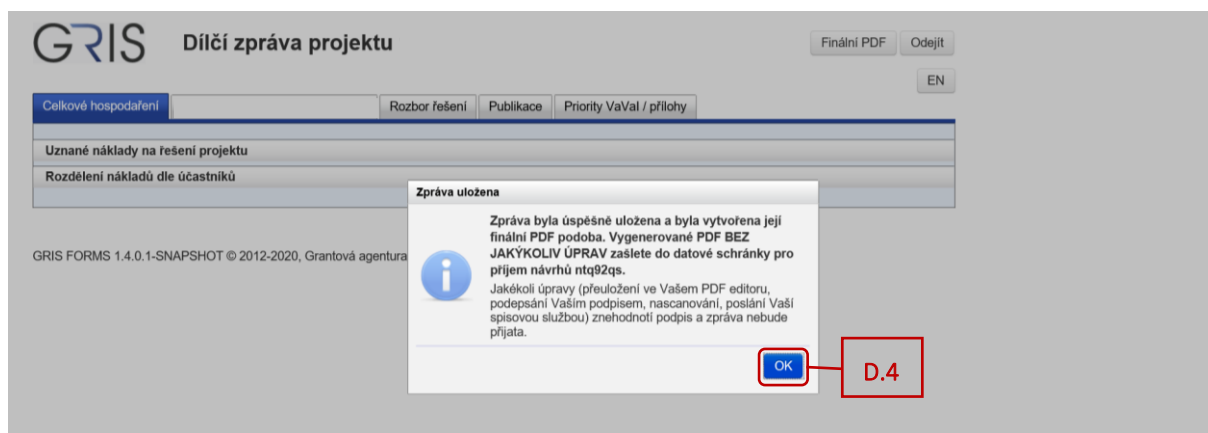 GRIS Dílčí zpráva projektu Finální PDF Odejít
EN
Celkové hospodaření Rozbor řešení Publikace Priority VaVaI / přílohy
Uznané náklady na řešení projektu
Rozdělení nákladů dle účastníků
Zpráva uložena
Zpráva byla úspěšně uložena a byla vytvořena její
finální PDF podoba. Vygenerované PDF BEZ
JAKÝKOLIV ÚPRAV zašlete do datové schránky pro
příjem návrhů ntq92qs.
Jakékoli úpravy (přeuložení ve Vašem PDF editoru,
podepsání Vaším podpisem, nascanování, poslání Vaší
spisovou službou) znehodnotí podpis a zpráva nebude
přijata.
OK
D.4
GRIS FORMS 1.4.0.1-SNAPSHOT © 2012-2020, Grantová agentura